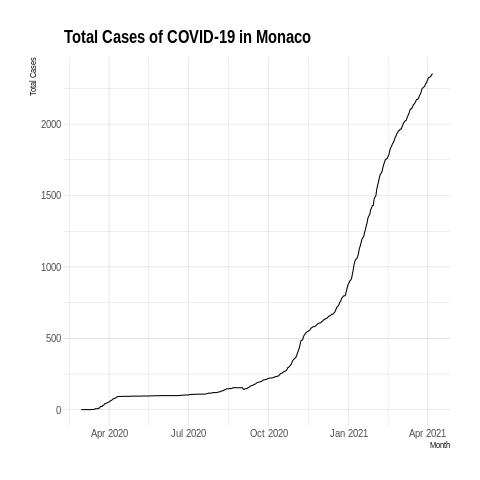 Total Cases of COVID-19 in Monaco
Total Cases
2000
1500
1000
500
0
Apr 2020 Jul 2020 Oct 2020 Jan 2021 Apr 2021
Month